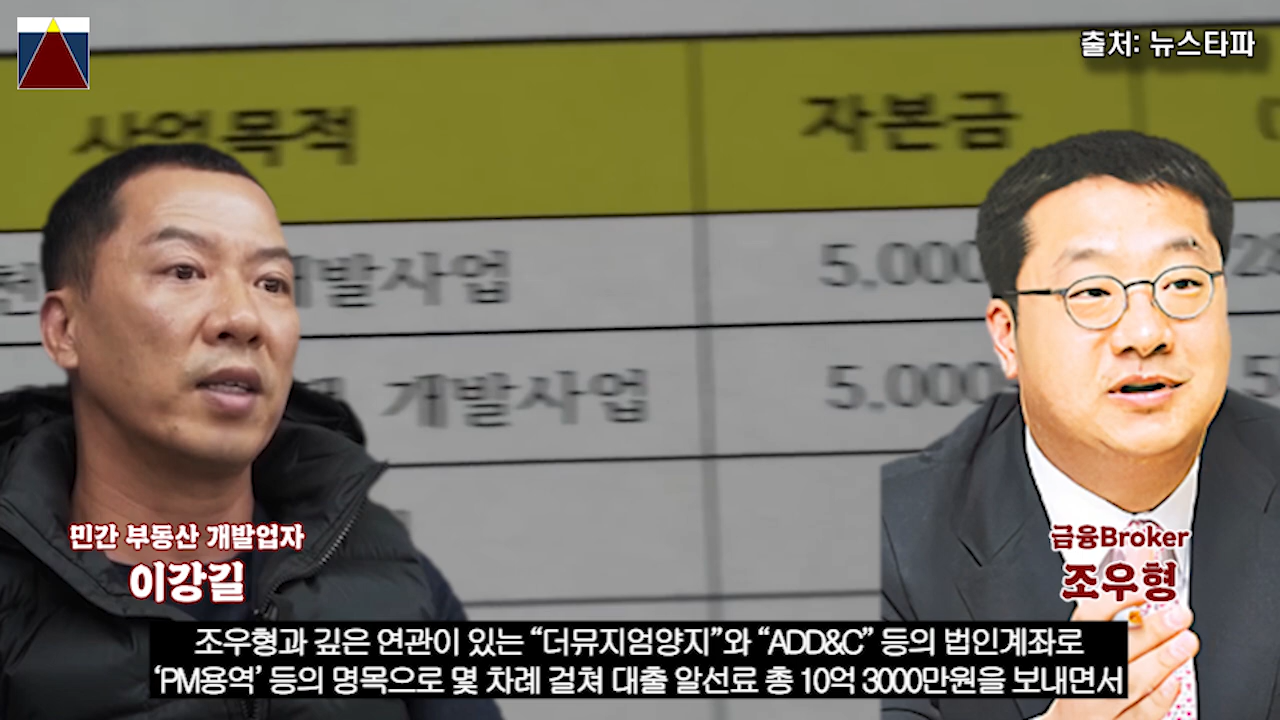 출처: 뉴스타파
사업목적
자본금
개발사업
5,000
개발사업
5,000
민간 부동산 개발업자
이강길
금융Broker
조우형
조우형과 깊은 연관이 있는 “더뮤지엄양지”와 “ADD&C” 등의 법인계좌로
‘PM용역’ 등의 명목으로 몇 차례 걸쳐 대출 알선료 총 10억 3000만원을 보내면서